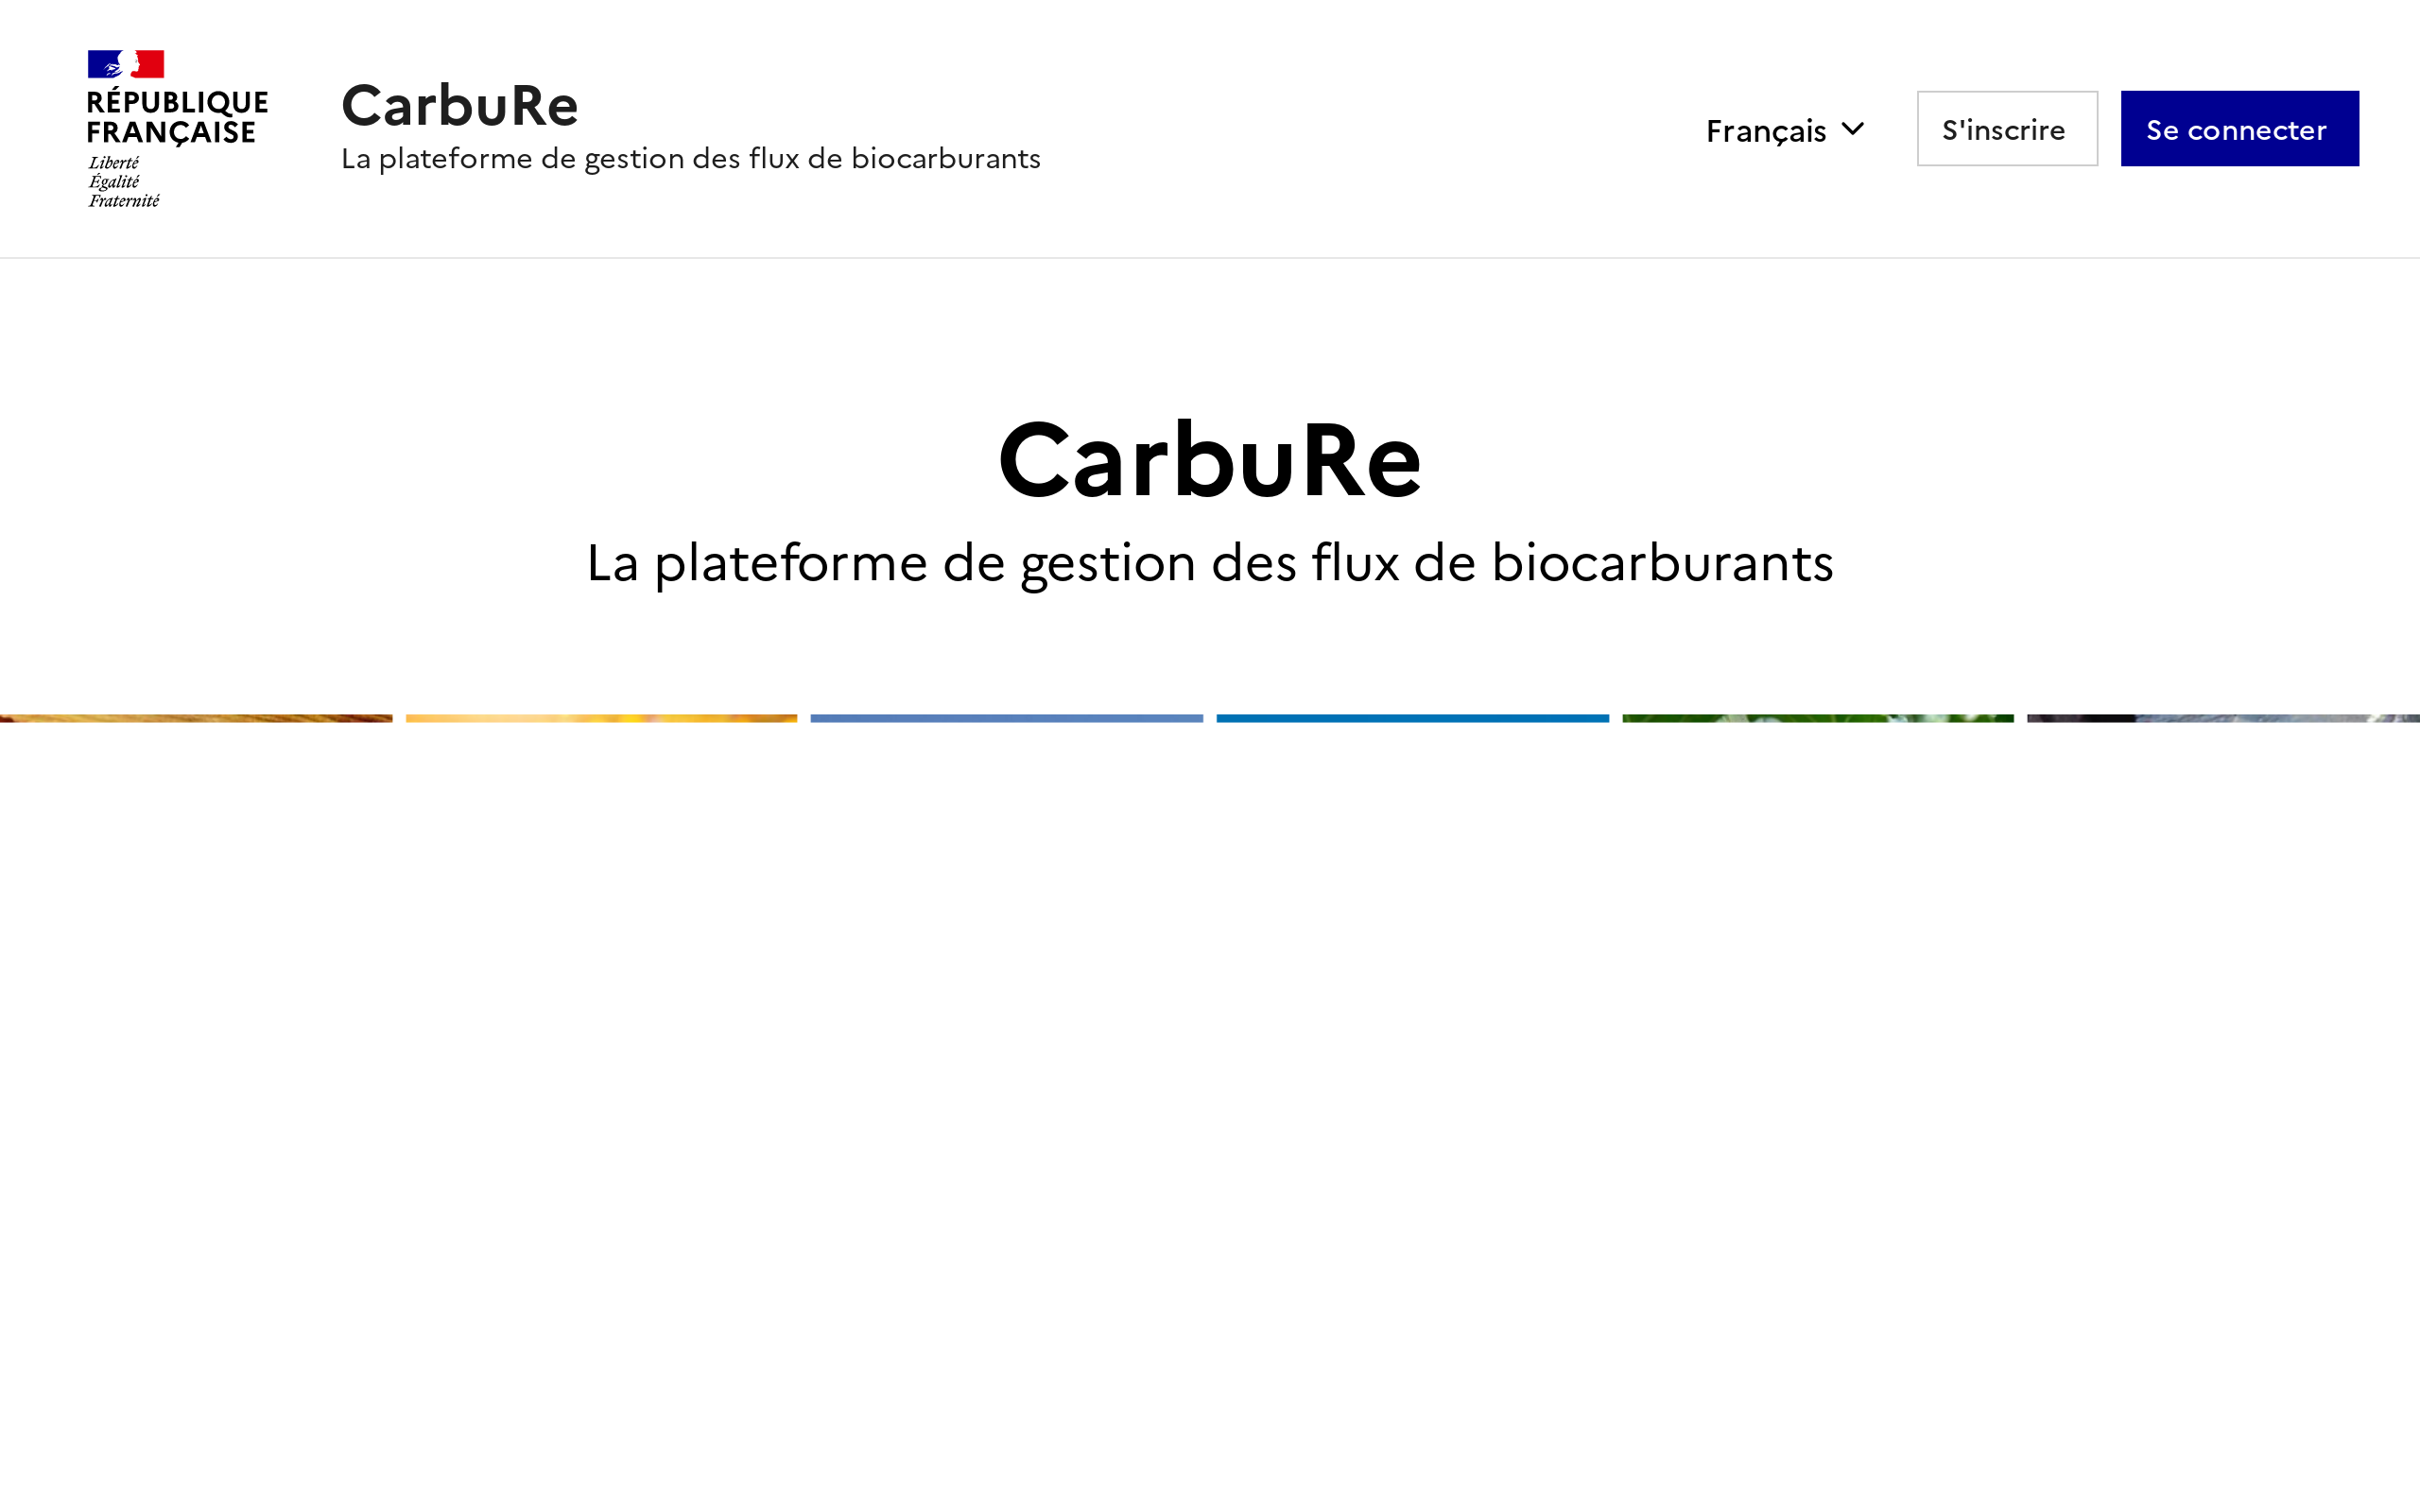 RÉPUBLIQUE
FRANÇAISE
Liberté
Égalité
Fraternité
CarbuRe
La plateforme de gestion des flux de biocarburants
Français
S'inscrire
Se connecter
CarbuRe
La plateforme de gestion des flux de biocarburants